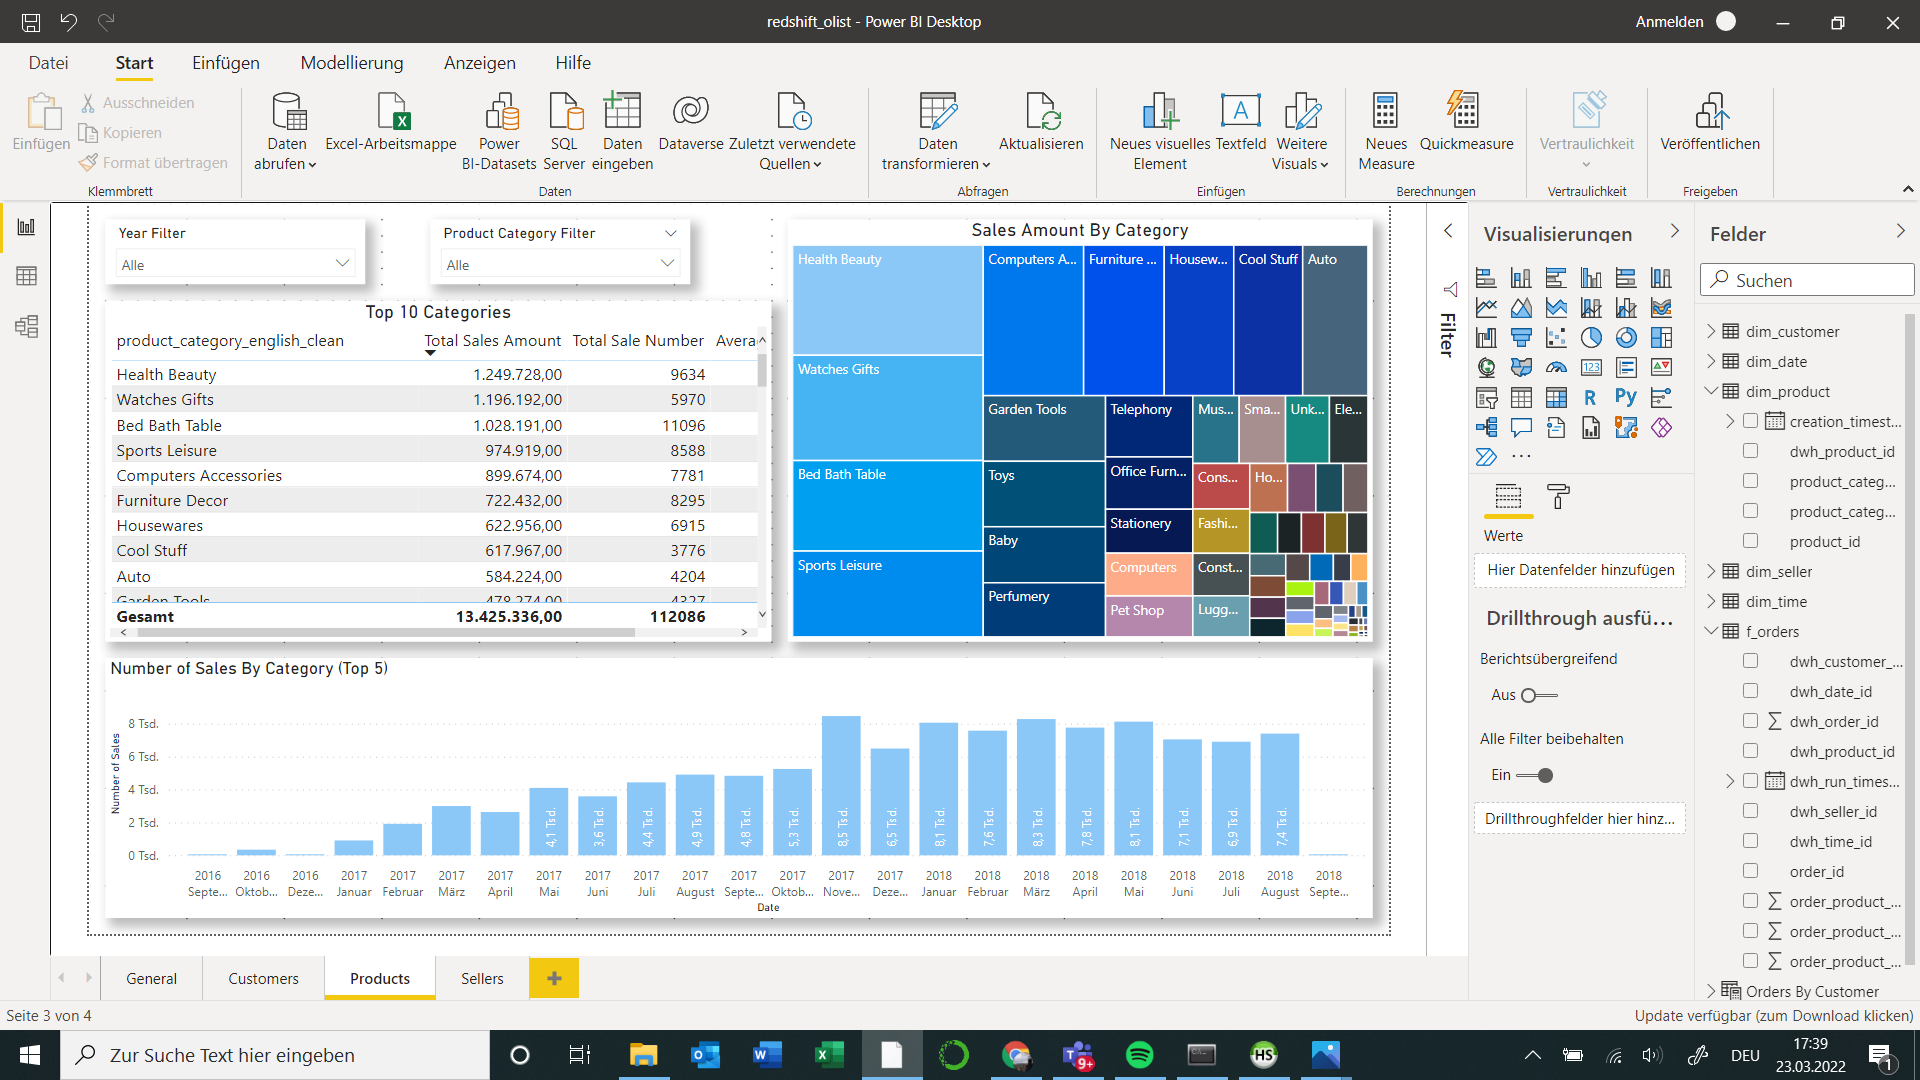 redshift_olist - Power BI Desktop
Anmelden
Datei Start Einfügen Modellierung Anzeigen Hilfe
Einfügen
Ausschneiden
Kopieren
Format übertragen
Klemmbrett
Daten
abrufen
Excel-Arbeitsmappe
Power
BI-Datasets
SQL
Server
Daten
eingeben
Dataverse
Zuletzt verwendete
Quellen
Daten
Daten
transformieren
Aktualisieren
Abfragen
Neues visuelles
Element
Textfeld
Weitere
Visuals
Einfügen
Neues
Measure
Quickmeasure
Berechnungen
Vertraulichkeit
Vertraulichkeit
Veröffentlichen
Freigeben
Year Filter
Alle
Product Category Filter
Alle
Top 10 Categories
product_category_english_clean Total Sales Amount Total Sale Number Avera
Health Beauty 1.249.728,00 9634
Watches Gifts 1.196.192,00 5970
Bed Bath Table 1.028.191,00 11096
Sports Leisure 974.919,00 8588
Computers Accessories 899.674,00 7781
Furniture Decor 722.432,00 8295
Housewares 622.956,00 6915
Cool Stuff 617.967,00 3776
Auto 584.224,00 4204
Garden Tools 478.274,00 4327
Gesamt 13.425.336,00 112086
Sales Amount By Category
Health Beauty
Watches Gifts
Bed Bath Table
Sports Leisure
Computers A...
Furniture ...
Housew...
Cool Stuff
Auto
Garden Tools
Toys
Baby
Perfumery
Telephony
Office Furn...
Stationery
Computers
Pet Shop
Mus...
Sma...
Unk...
Ele...
Cons...
Ho...
Fashi...
Const...
Lugg...
Number of Sales By Category (Top 5)
Number of Sales
8 Tsd.
6 Tsd.
4 Tsd.
2 Tsd.
0 Tsd.
4,1 Tsd. 3,6 Tsd. 4,4 Tsd. 4,9 Tsd. 4,8 Tsd. 5,3 Tsd. 8,5 Tsd. 6,5 Tsd. 8,1 Tsd. 7,6 Tsd. 8,3 Tsd. 7,8 Tsd. 8,1 Tsd. 7,1 Tsd. 6,9 Tsd. 7,4 Tsd.
2016 2016 2016 2017 2017 2017 2017 2017 2017 2017 2017 2017 2017 2017 2017 2018 2018 2018 2018 2018 2018 2018 2018 2018
Septe... Oktob... Deze... Januar Februar März April Mai Juni Juli August Septe... Oktob... Nove... Deze... Januar Februar März April Mai Juni Juli August Septe...
Date
Filter
Visualisierungen
123
R
Py
...
Werte
Hier Datenfelder hinzufügen
Drillthrough ausfü...
Berichtsübergreifend
Aus
Alle Filter beibehalten
Ein
Drillthroughfelder hier hinz...
Felder
Suchen
dim_customer
dim_date
dim_product
creation_timest...
dwh_product_id
product_categ...
product_categ...
product_id
dim_seller
dim_time
f_orders
dwh_customer_...
dwh_date_id
dwh_order_id
dwh_product_id
dwh_run_times...
dwh_seller_id
dwh_time_id
order_id
order_product_...
order_product_...
order_product_...
Orders By Customer
General Customers Products Sellers
Seite 3 von 4
Update verfügbar (zum Download klicken)
Zur Suche Text hier eingeben
9+
HS
DEU
17:39
23.03.2022
1